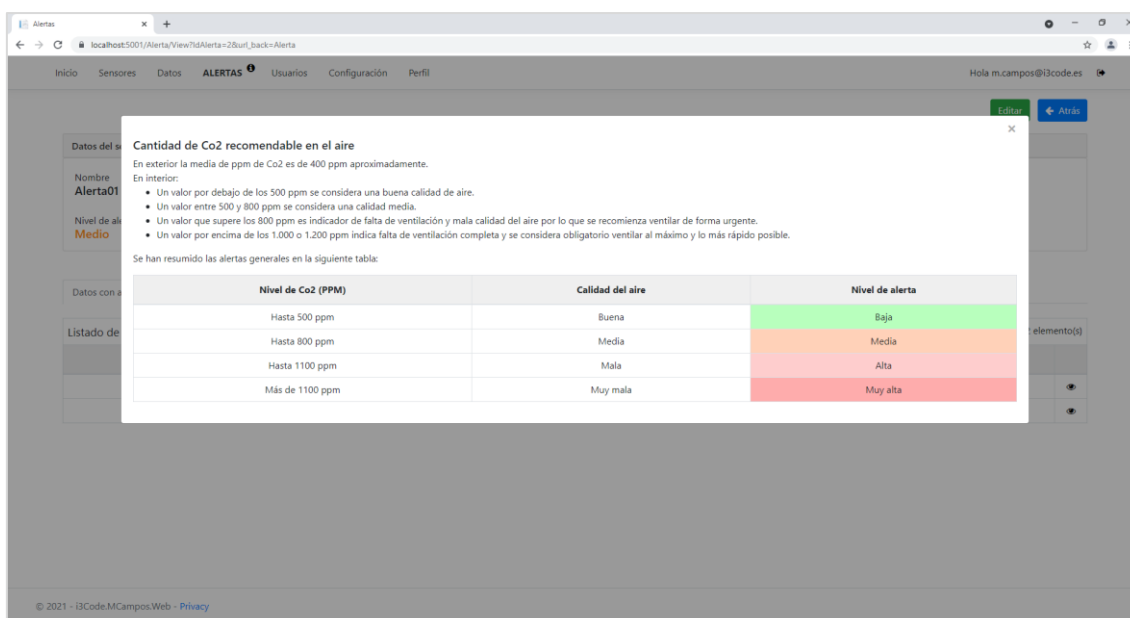 Alertas
localhost:5001/Alerta/View?IdAlerta=2&url_back=Alerta
Inicio Sensores Datos ALERTAS Usuarios Configuración Perfil Hola m.campos@i3code.es
Editar Atrás
Datos del
Cantidad de Co2 recomendable en el aire
En exterior la media de ppm de Co2 es de 400 ppm aproximadamente.
Nombre
En interior:
Alerta01
• Un valor por debajo de los 500 ppm se considera una buena calidad de aire.
• Un valor entre 500 y 800 ppm se considera una calidad media.
Nivel de
• Un valor que supere los 800 ppm es indicador de falta de ventilación y mala calidad del aire por lo que se recomienza ventilar de forma urgente.
Medio
• Un valor por encima de los 1.000 o 1.200 ppm indica falta de ventilación completa y se considera obligatorio ventilar al máximo y lo más rápido posible.
Se han resumido las alertas generales en la siguiente tabla:
Datos con
Nivel de Co2 (PPM) Calidad del aire Nivel de alerta
Hasta 500 ppm Buena Baja
Listado de elemento(s)
Hasta 800 ppm Media Media
Hasta 1100 ppm Mala Alta
Más de 1100 ppm Muy mala Muy alta
© 2021 - i3Code.MCampos.Web - Privacy